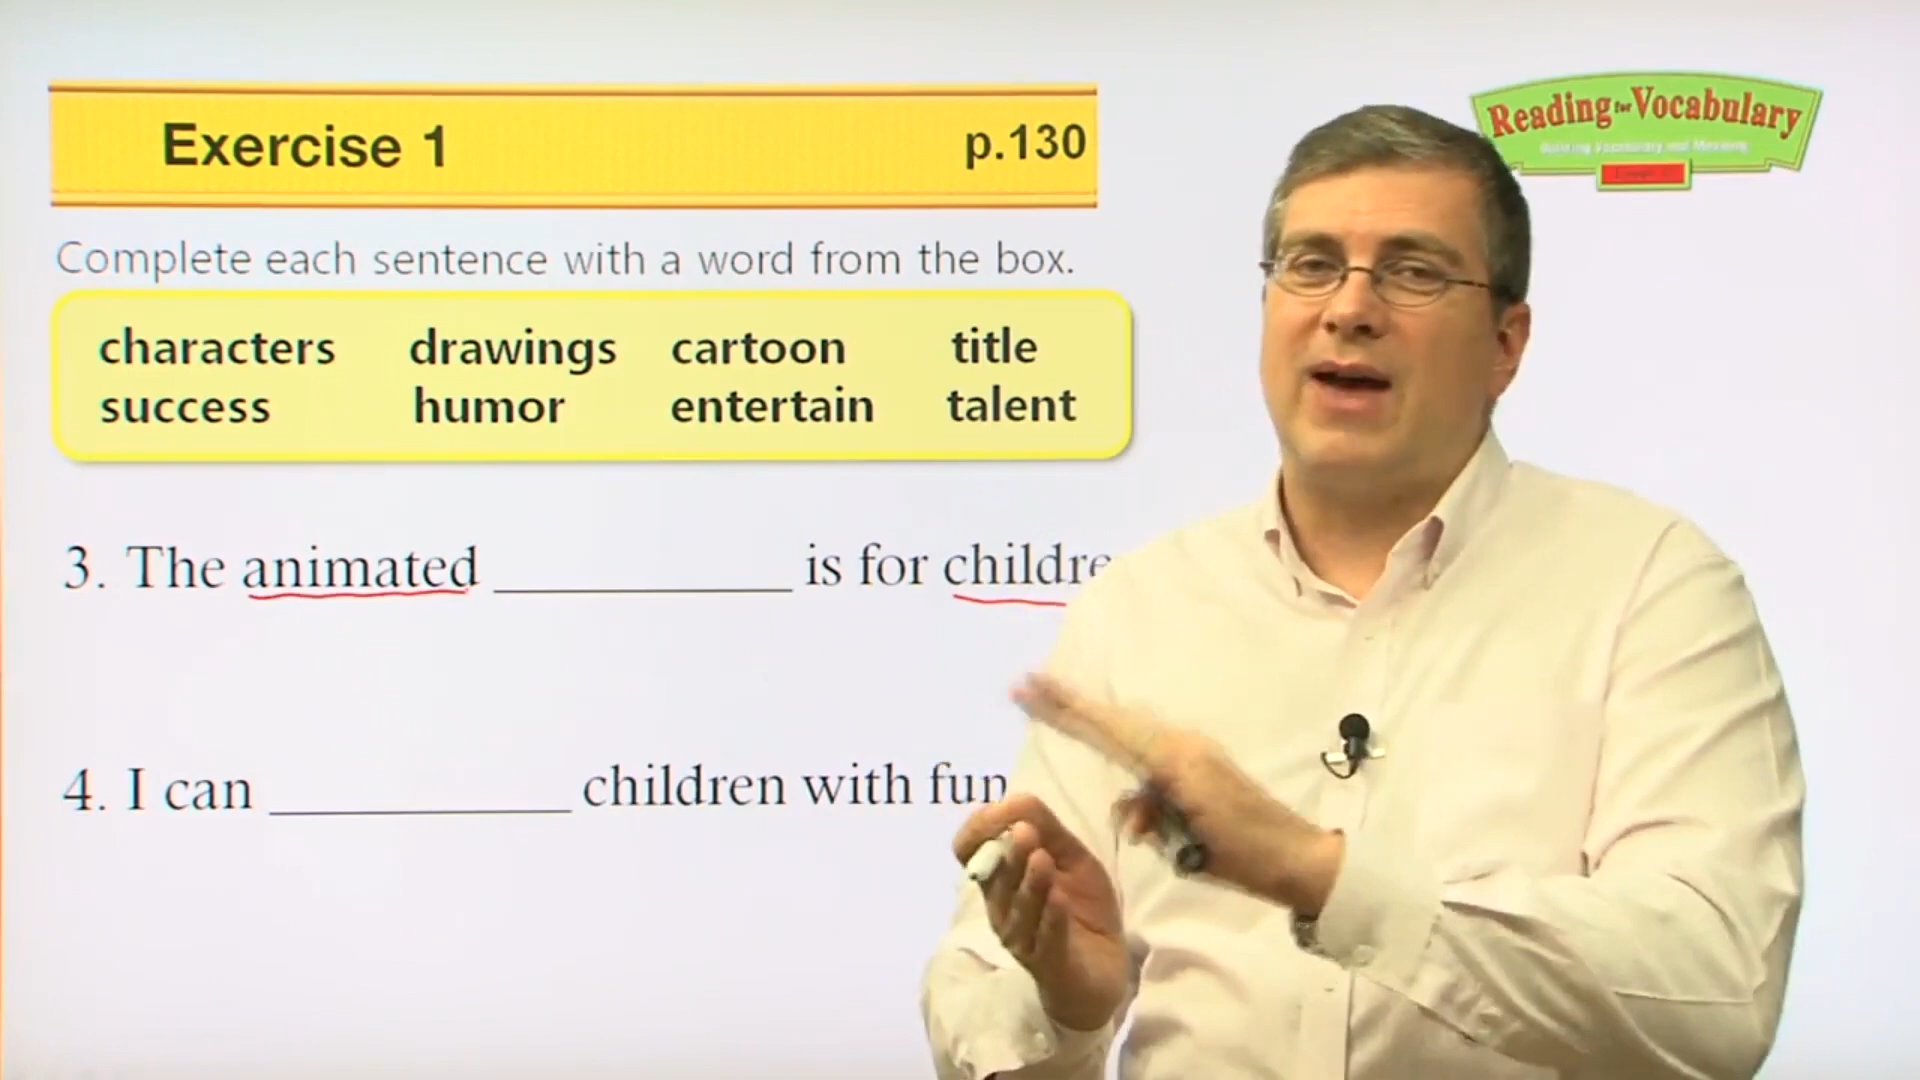 Exercise 1 p.130
Reading for Vocabulary
Complete each sentence with a word from the box.
characters drawings cartoon title
success humor entertain talent
3. The animated __________ is for childre
4. I can __________ children with fun